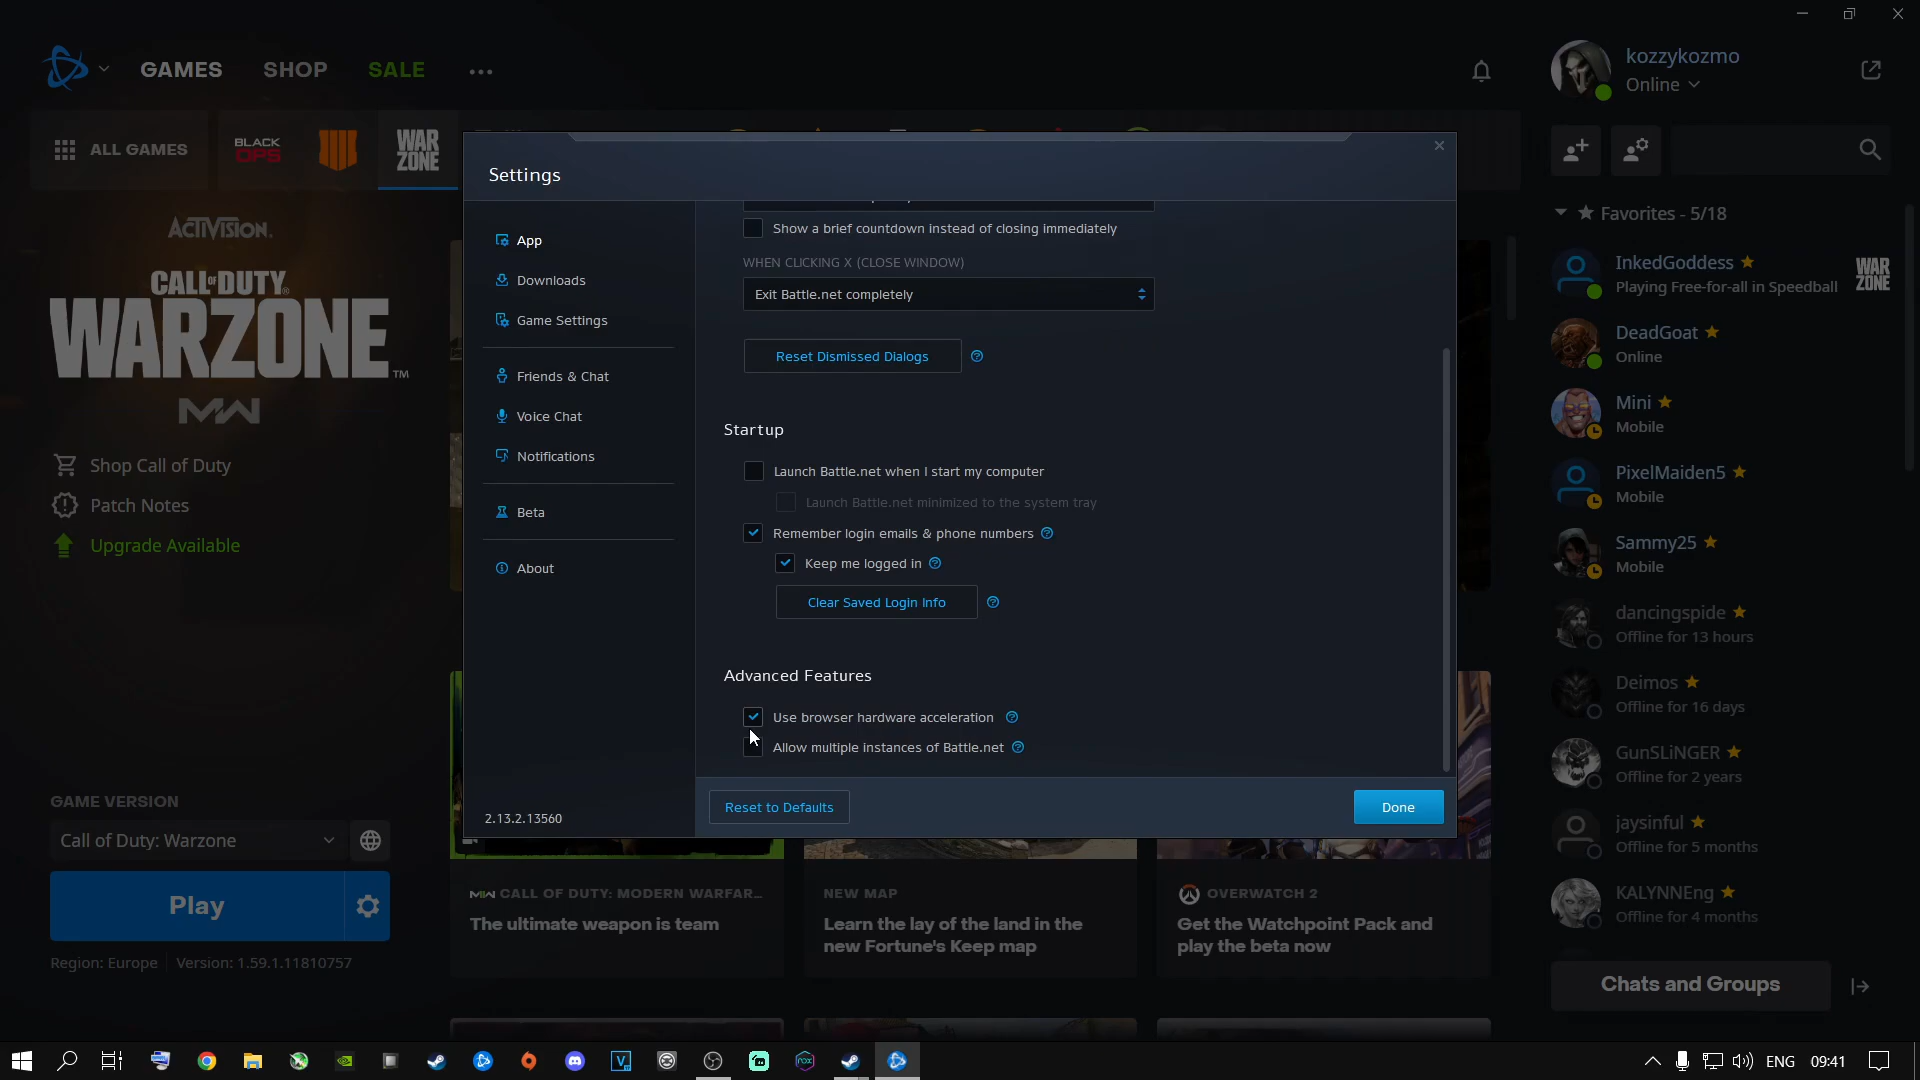 GAMES
SHOP
SALE
kozzykozmo
Online
ALL GAMES
BLACK
OPS
WAR
ZONE
Settings
ACTIVISION.
CALL OF DUTY.
WARZONE
TM
MW
Shop Call of Duty
Patch Notes
Upgrade Available
GAME VERSION
Call of Duty: Warzone
Play
Region: Europe
Version: 1.59.1.11810757
App
Downloads
Game Settings
Friends & Chat
Voice Chat
Notifications
Beta
About
2.13.2.13560
Show a brief countdown instead of closing immediately
WHEN CLICKING X (CLOSE WINDOW)
Exit Battle.net completely
Reset Dismissed Dialogs
Startup
Launch Battle.net when I start my computer
Launch Battle.net minimized to the system tray
Remember login emails & phone numbers
Keep me logged in
Clear Saved Login Info
Advanced Features
Use browser hardware acceleration
Allow multiple instances of Battle.net
Reset to Defaults
Done
MW CALL OF DUTY: MODERN WARFAR...
The ultimate weapon is team
NEW MAP
Learn the lay of the land in the
new Fortune's Keep map
OVERWATCH 2
Get the Watchpoint Pack and
play the beta now
Favorites - 5/18
InkedGoddess
Playing Free-for-all in Speedball
WAR
ZONE
DeadGoat
Online
Mini
Mobile
PixelMaiden5
Mobile
Sammy25
Mobile
dancingspide
Offline for 13 hours
Deimos
Offline for 16 days
GunSLiNGER
Offline for 2 years
jaysinful
Offline for 5 months
KALYNNEng
Offline for 4 months
Chats and Groups
ENG
09:41